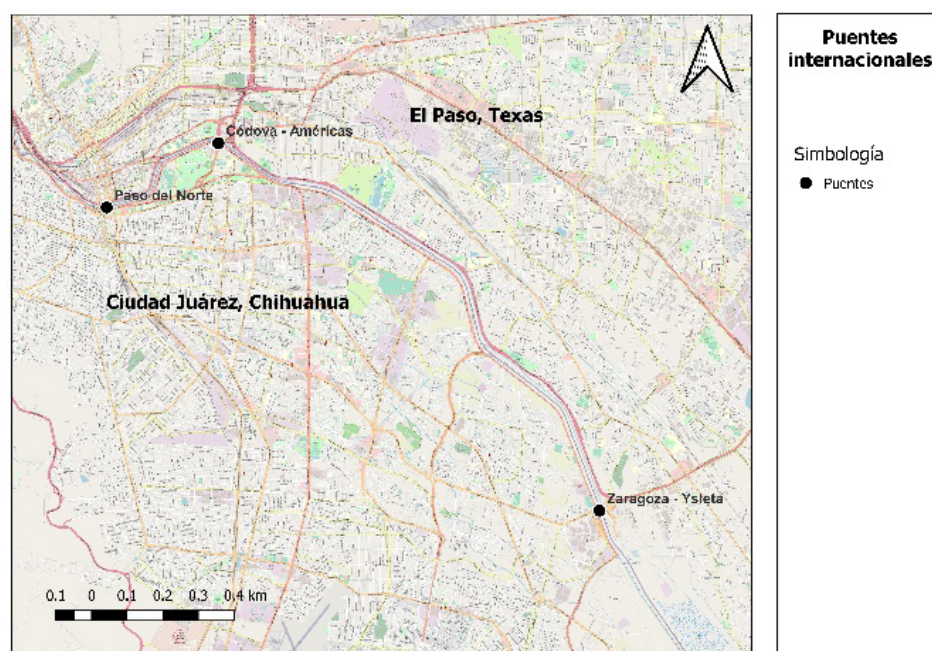 Puentes
internacionales
El Paso, Texas
Códova - Américas
Simbología
Puentes
Paso del Norte
Ciudad Juárez, Chihuahua
Zaragoza - Ysleta
0.1 0 0.1 0.2 0.3 0.4 km